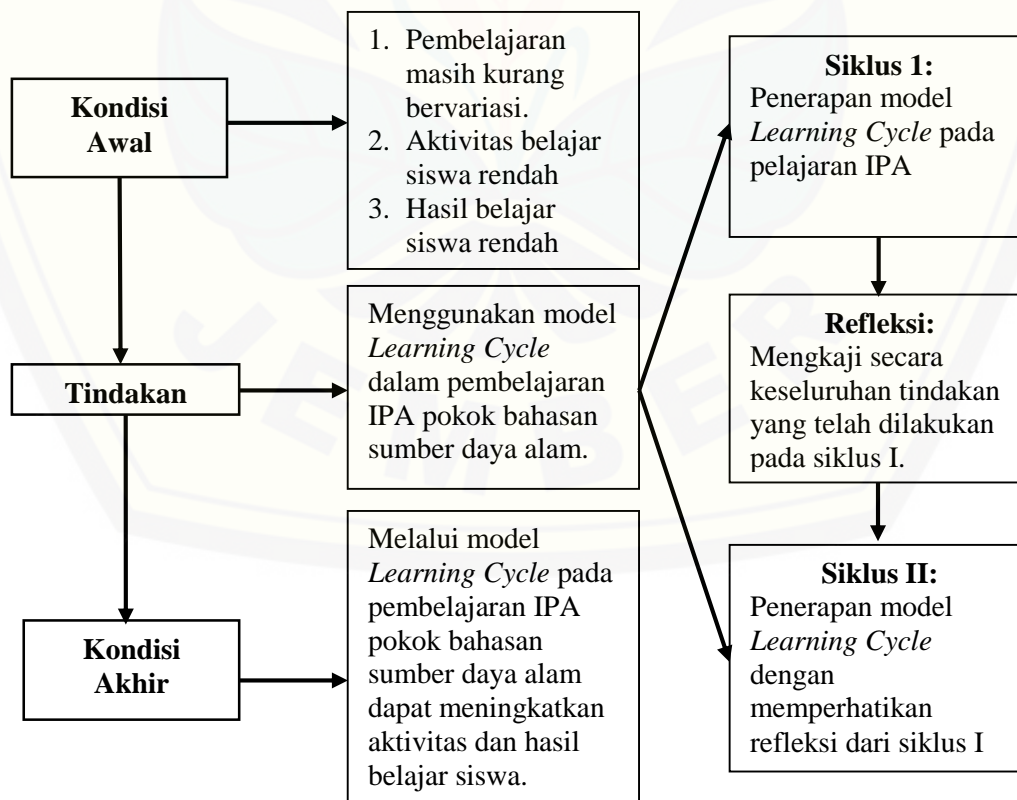 Kondisi
Awal
1. Pembelajaran
masih kurang
bervariasi.
2. Aktivitas belajar
siswa rendah
3. Hasil belajar
siswa rendah
Tindakan
Menggunakan model
Learning Cycle
dalam pembelajaran
IPA pokok bahasan
sumber daya alam.
Kondisi
Akhir
Melalui model
Learning Cycle pada
pembelajaran IPA
pokok bahasan
sumber daya alam
dapat meningkatkan
aktivitas dan hasil
belajar siswa.
Siklus 1:
Penerapan model
Learning Cycle pada
pelajaran IPA
Refleksi:
Mengkaji secara
keseluruhan tindakan
yang telah dilakukan
pada siklus I.
Siklus II:
Penerapan model
Learning Cycle
dengan
memperhatikan
refleksi dari siklus I
JEMBER